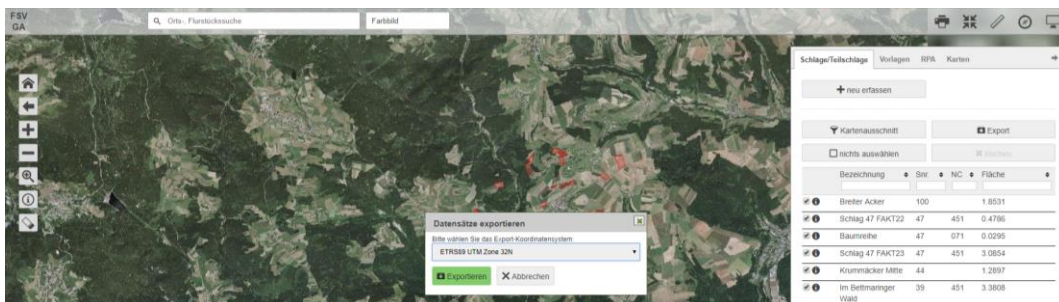 FSV
GA
Orts-, Flurstückssuche
Farbbild
Schläge/Teilschläge Vorlagen RPA Karten
neu erfassen
Kartenausschnitt Export
nichts auswählen löschen
Bezeichnung Snr. NC Fläche
Breiter Acker 100 1.8531
Schlag 47 FAKT22 47 451 0.4786
Baumreihe 47 071 0.0295
Schlag 47 FAKT23 47 451 3.0854
Krummäcker Mitte 44 1.2897
Im Bettmaringer Wald 39 451 3.3808
Datensätze exportieren
Bitte wählen Sie das Export-Koordinatensystem:
ETRS89 UTM Zone 32N
Exportieren Abbrechen